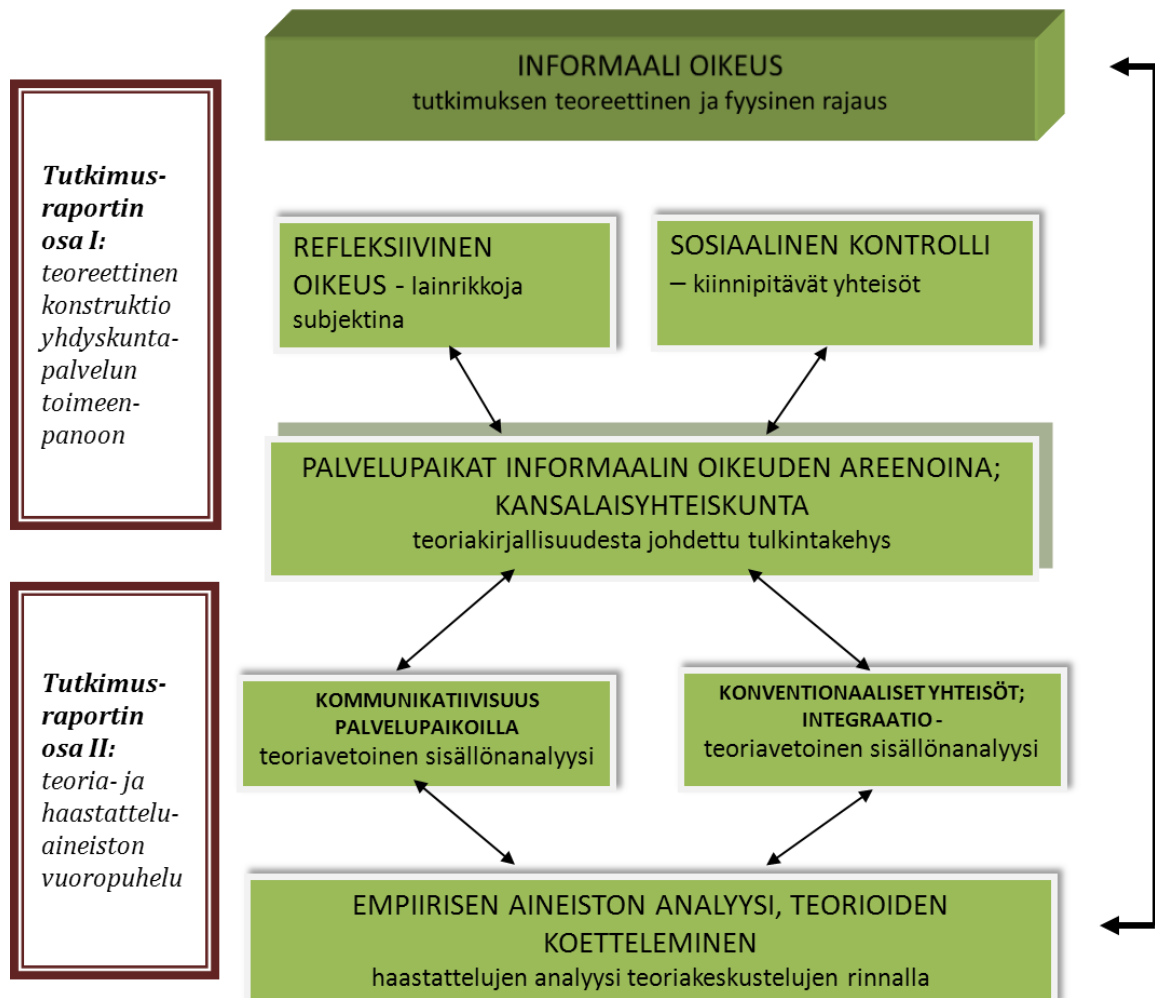 INFORMAALI OIKEUS
tutkimuksen teoreettinen ja fyysinen rajaus
Tutkimus-
raportin
osa I:
teoreettinen
konstruktio
yhdyskunta-
palvelun
toimeen-
panoon
REFLEKSIIVINEN
OIKEUS - lainrikkoja
subjektina
SOSIAALINEN KONTROLLI
– kiinnipitävät yhteisöt
PALVELUPAIKAT INFORMAALIN OIKEUDEN AREENOINA;
KANSALAISYHTEISKUNTA
teoriakirjallisuudesta johdettu tulkintakehys
Tutkimus-
raportin
osa II:
teoria- ja
haastattelu-
aineiston
vuoropuhelu
KOMMUNIKATIIVISUUS
PALVELUPAIKOILLA
teoriavetoinen sisällönanalyysi
KONVENTIONAALISET YHTEISÖT;
INTEGRAATIO -
teoriavetoinen sisällönanalyysi
EMPIIRISEN AINEISTON ANALYYSI, TEORIOIDEN
KOETTELEMINEN
haastattelujen analyysi teoriakeskustelujen rinnalla